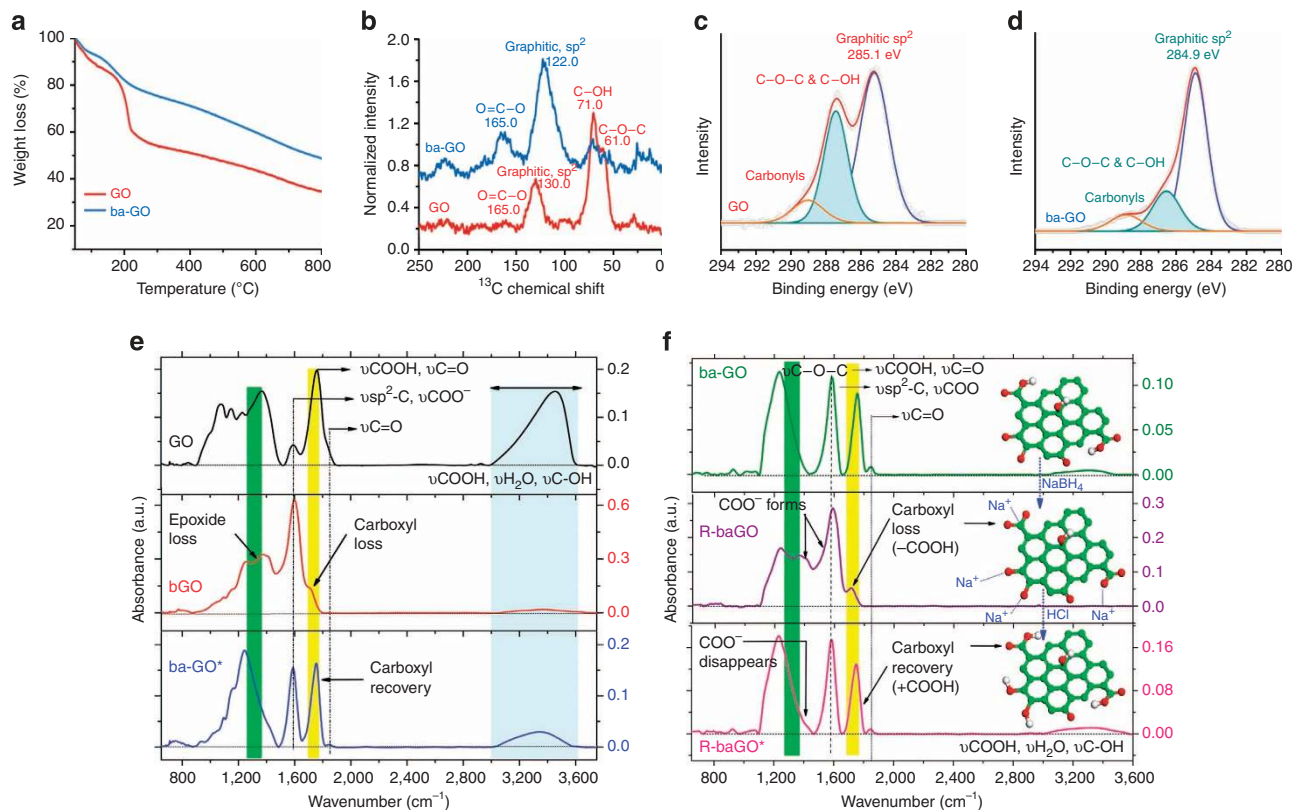 a
Weight loss (%)
100
80
60
40
20
GO
ba-GO
200
400
600
800
Temperature (°C)
b
Normalized intensity
2.0
1.6
1.2
0.8
0.4
0.0
Graphitic, sp²
122.0
O=C–O
165.0
ba-GO
C–OH
71.0
C–O–C
61.0
Graphitic, sp²
130.0
O=C–O
165.0
GO
250
200
150
100
50
0
¹³C chemical shift
c
Intensity
Graphitic sp²
285.1 eV
C–O–C & C–OH
Carbonyls
GO
294 292 290 288 286 284 282 280
Binding energy (eV)
d
Intensity
Graphitic sp²
284.9 eV
C–O–C & C–OH
Carbonyls
ba-GO
294 292 290 288 286 284 282 280
Binding energy (eV)
e
Absorbance (a.u.)
υCOOH, υC=O
υsp²-C, υCOO⁻
υC=O
GO
υCOOH, υH₂O, υC-OH
0.2
0.1
0.0
Epoxide
loss
Carboxyl
loss
bGO
0.6
0.3
0.0
ba-GO*
Carboxyl
recovery
0.2
0.1
0.0
800
1,200
1,600
2,000
2,400
2,800
3,200
3,600
Wavenumber (cm⁻¹)
f
Absorbance (a.u.)
ba-GO
υC–O–C
υCOOH, υC=O
υsp²-C, υCOO
υC=O
0.10
0.05
0.00
NaBH₄
R-baGO
COO⁻ forms
Carboxyl
loss
(–COOH)
Na⁺
Na⁺
Na⁺
Na⁺
0.3
0.2
0.1
0.0
HCl
COO⁻
disappears
Carboxyl
recovery
(+COOH)
R-baGO*
υCOOH, υH₂O, υC-OH
0.16
0.08
0.00
800
1,200
1,600
2,000
2,400
2,800
3,200
3,600
Wavenumber (cm⁻¹)